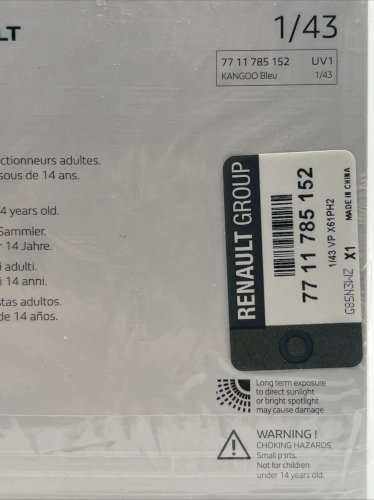 LT
1/43
77 11 785 152 UV1
KANGOO Bleu 1/43
ctionneurs adultes.
sous de 14 ans.
4 years old.
Sammler.
r 14 Jahre.
i adulti.
i 14 anni.
stas adultos.
de 14 años.
RENAULT GROUP
77 11 785 152
1/43 VP X61PH2
G85N3WZ X1 MADE IN CHINA
Long term exposure
to direct sunlight
or bright spotlight
may cause damage.
WARNING !
CHOKING HAZARDS
Small parts.
Not for children
under 14 years old.